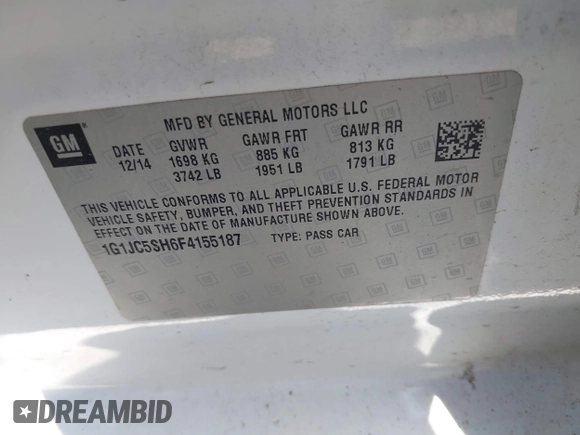 GM
MFD BY GENERAL MOTORS LLC
DATE GVWR GAWR FRT GAWR RR
12/14 1698 KG 885 KG 813 KG
3742 LB 1951 LB 1791 LB
THIS VEHICLE CONFORMS TO ALL APPLICABLE U.S. FEDERAL MOTOR
VEHICLE SAFETY, BUMPER, AND THEFT PREVENTION STANDARDS IN
EFFECT ON THE DATE OF MANUFACTURE SHOWN ABOVE.
1G1JC5SH6F4155187 TYPE: PASS CAR
DREAMBID